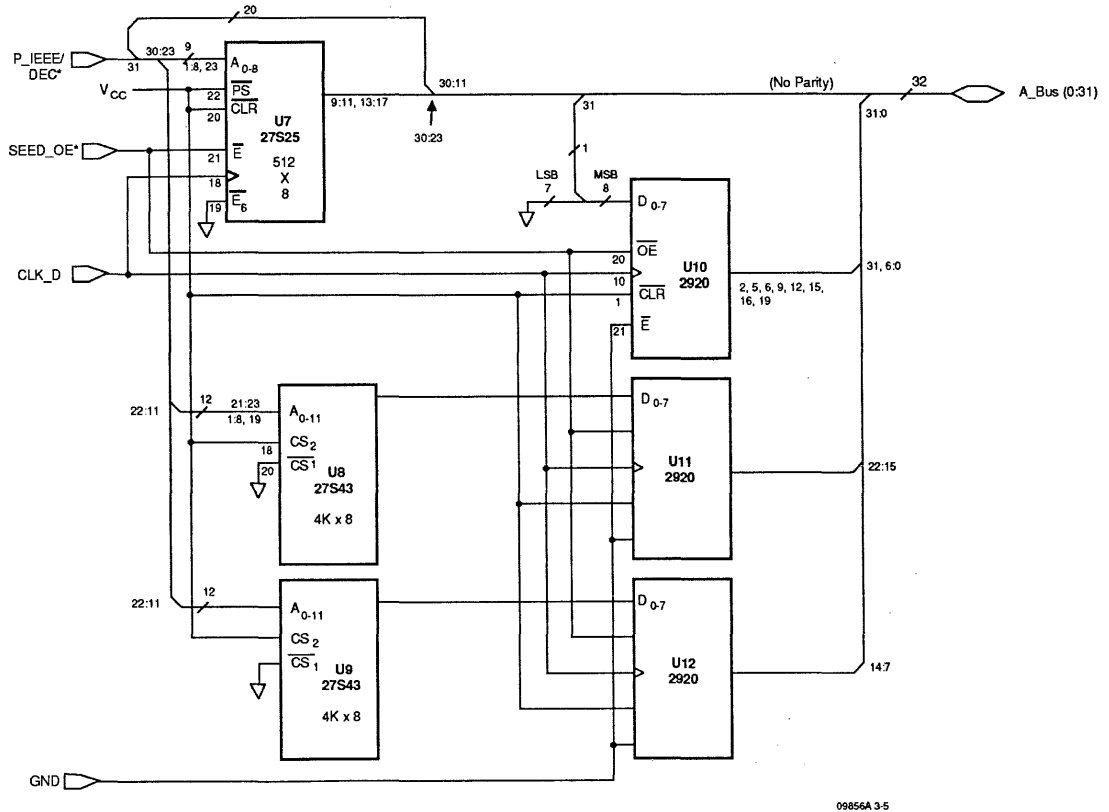 20
P_IEEE/
DEC*
31
30:23
9
1:8, 23
A0-8
VCC
22
PS
20
CLR
U7
27S25
512
X
8
SEED_OE*
21
E
18
19
E6
9:11, 13:17
30:11
30:23
31
(No Parity)
32
A_Bus (0:31)
31:0
1
LSB
7
MSB
8
D0-7
OE
20
10
CLR
1
E
21
U10
2920
2, 5, 6, 9, 12, 15,
16, 19
31, 6:0
CLK_D
22:11
12
21:23
1:8, 19
A0-11
CS2
18
CS1
20
U8
27S43
4K x 8
D0-7
U11
2920
22:15
22:11
12
A0-11
CS2
CS1
U9
27S43
4K x 8
D0-7
U12
2920
14:7
GND
09856A 3-5